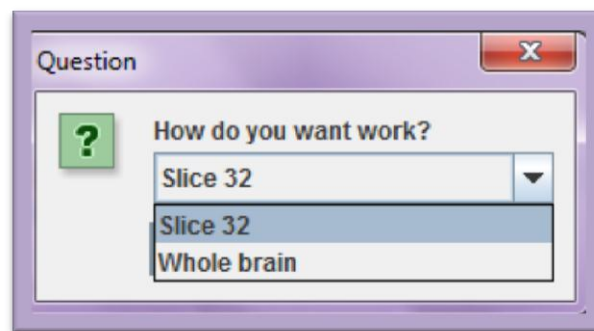 Question
How do you want work?
Slice 32
Slice 32
Whole brain